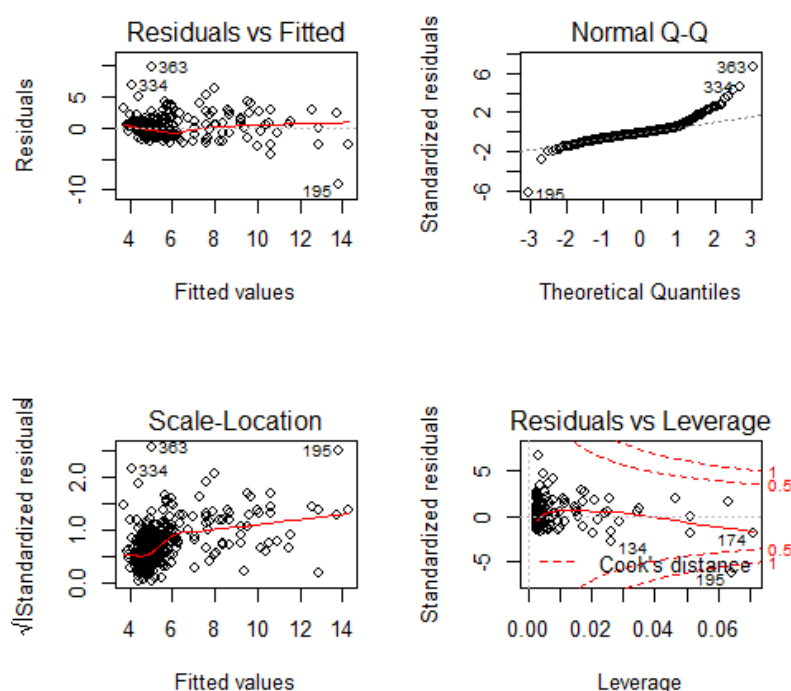 Residuals vs Fitted
Residuals
5
0
-10
363
334
195
4 6 8 10 12 14
Fitted values
Normal Q-Q
Standardized residuals
6
2
-2
-6
363
334
195
-3 -2 -1 0 1 2 3
Theoretical Quantiles
Scale-Location
√|Standardized residuals|
2.0
1.0
0.0
363
334
195
4 6 8 10 12 14
Fitted values
Residuals vs Leverage
Standardized residuals
5
0
-5
1
0.5
0.5
1
134
174
195
Cook's distance
0.00 0.02 0.04 0.06
Leverage